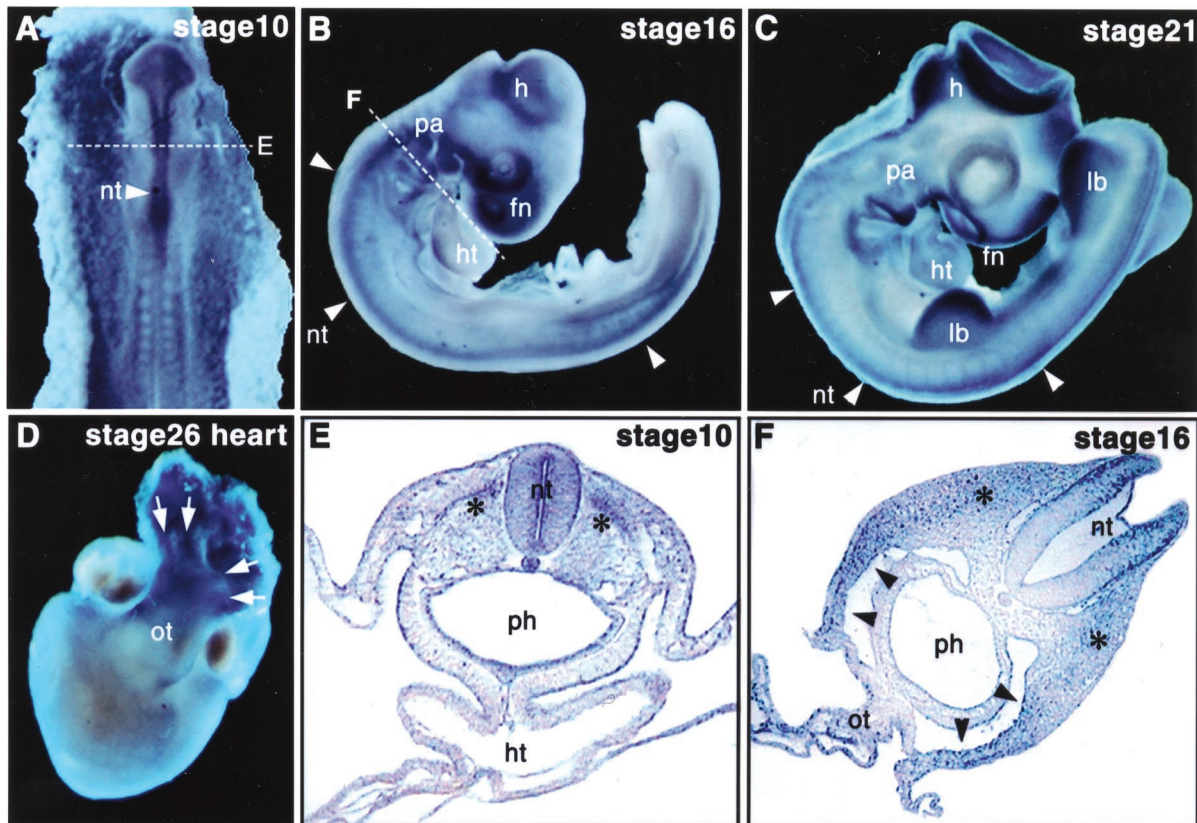 A
stage10
E
nt
B
stage16
F
h
pa
fn
ht
nt
C
stage21
h
pa
lb
fn
ht
lb
nt
D
stage26 heart
ot
E
stage10
*
nt
*
ph
ht
F
stage16
*
nt
ph
*
ot